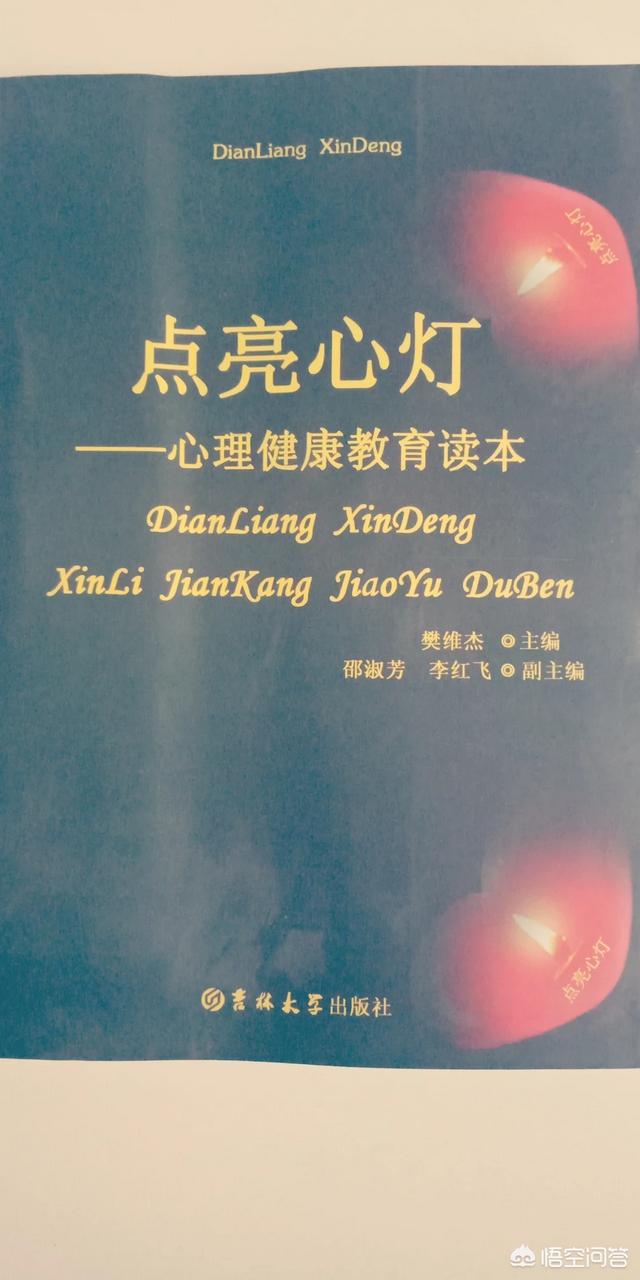 DianLiang XinDeng
点亮心灯
点亮心灯
——心理健康教育读本
DianLiang XinDeng
XinLi JianKang JiaoYu DuBen
樊维杰 ◎主编
邵淑芳 李红飞◎副主编
点亮心灯
吉林大学出版社
悟空问答